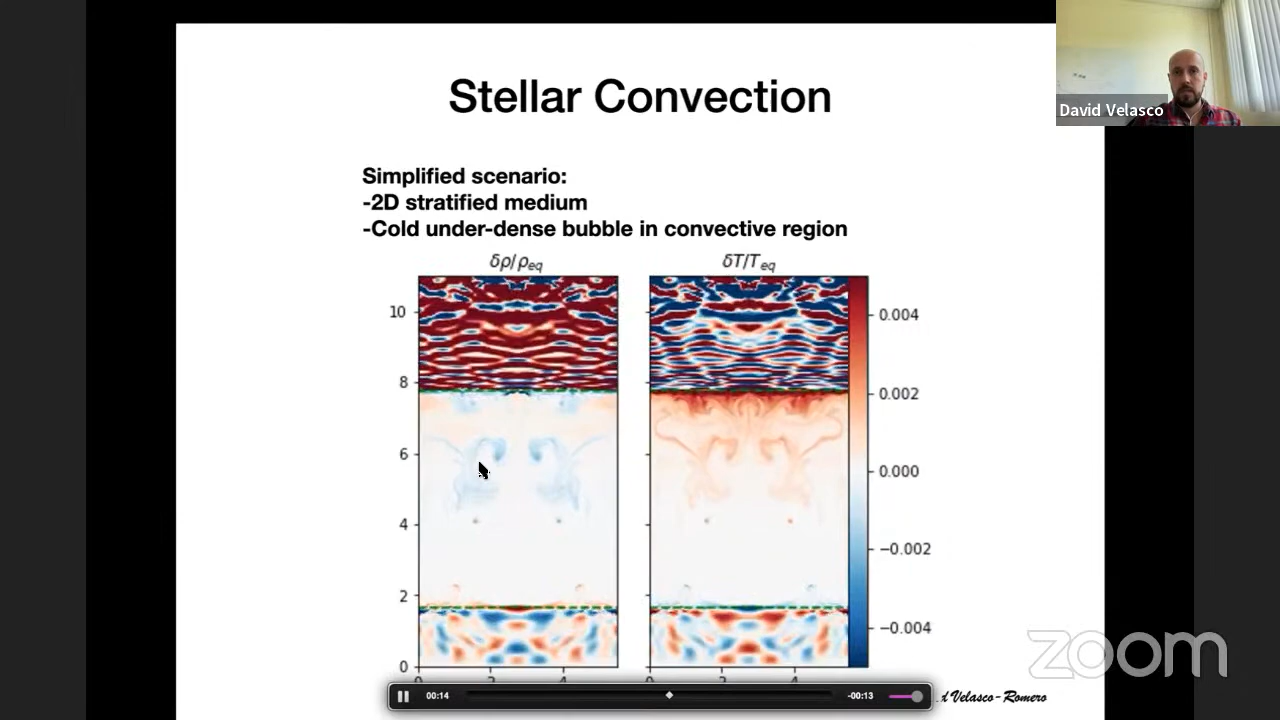 Stellar Convection
David Velasco
Simplified scenario:
-2D stratified medium
-Cold under-dense bubble in convective region
δρ/ρeq
δT/Teq
10
8
6
4
2
0
0.004
0.002
0.000
−0.002
−0.004
00:14
-00:13
d Velasco-Romero
zoom